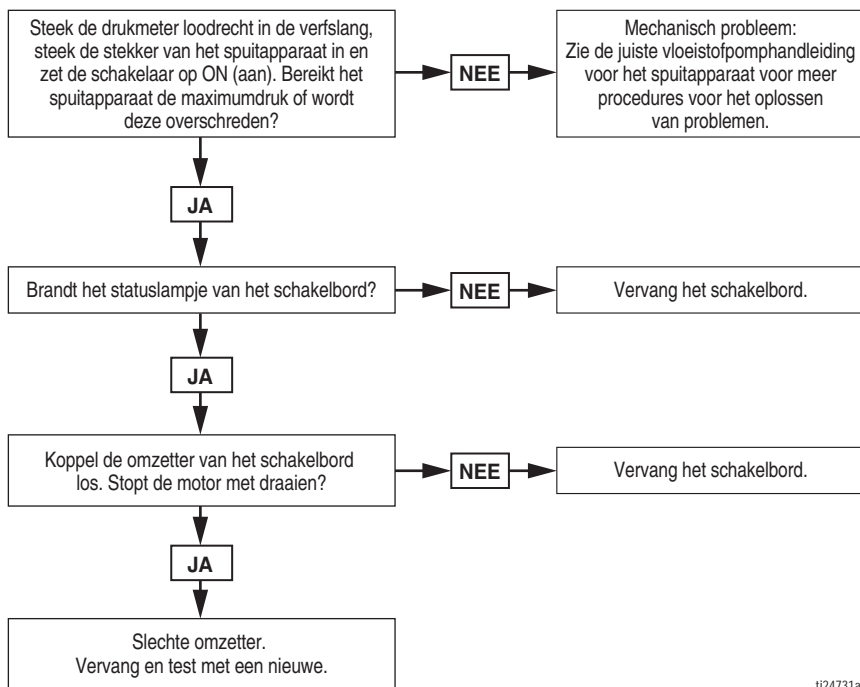 Steek de drukmeter loodrecht in de verfslang,
steek de stekker van het spuitapparaat in en
zet de schakelaar op ON (aan). Bereikt het
spuitapparaat de maximumdruk of wordt
deze overschreden?
NEE
Mechanisch probleem:
Zie de juiste vloeistofpomphandleiding
voor het spuitapparaat voor meer
procedures voor het oplossen
van problemen.
JA
Brandt het statuslampje van het schakelbord?
NEE
Vervang het schakelbord.
JA
Koppel de omzetter van het schakelbord
los. Stopt de motor met draaien?
NEE
Vervang het schakelbord.
JA
Slechte omzetter.
Vervang en test met een nieuwe.
ti24731a